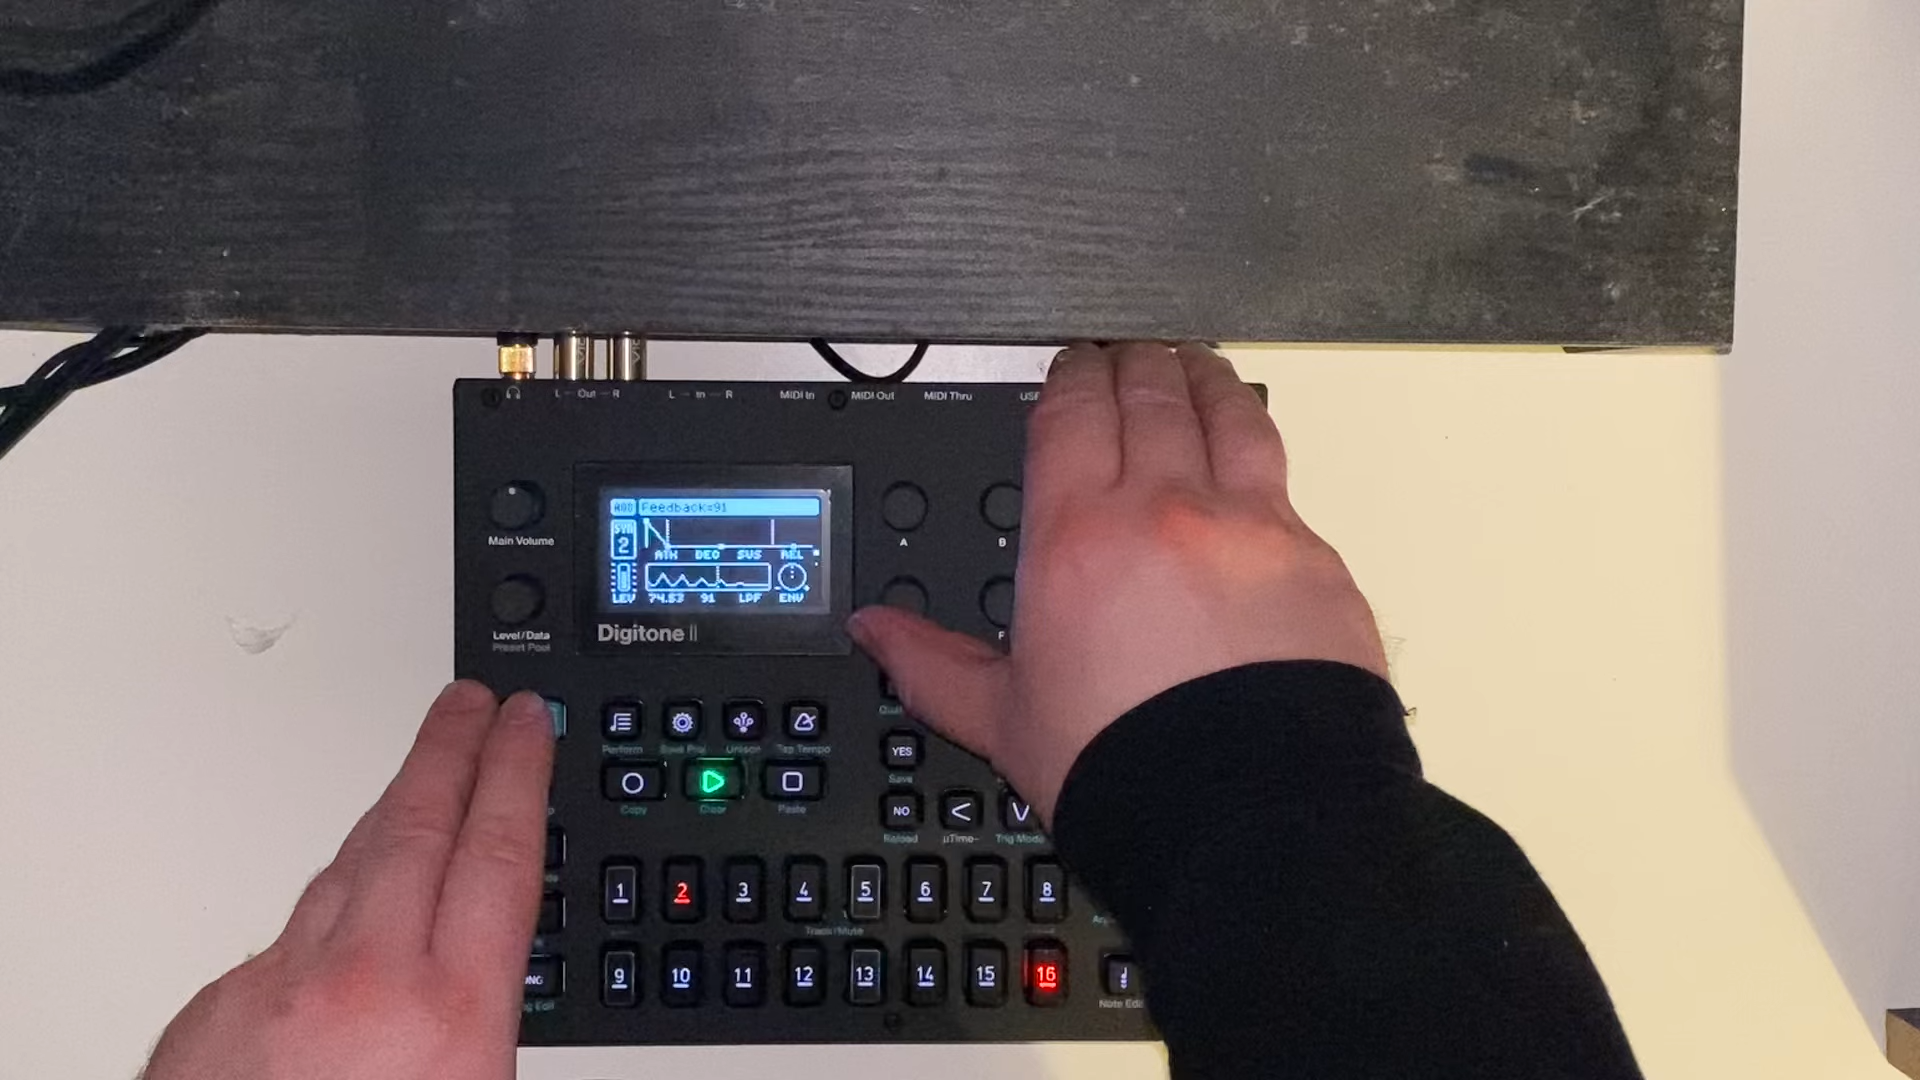 L Out R
L In R
MIDI In
MIDI Out
MIDI Thru
Main Volume
Level/Data
Preset Pool
Feedback=91
SYN
2
ATK DEC SUS REL
LEV 74.53 91 LPF ENV
Digitone II
A
B
F
Perform
Save Proj
Unison
Tap Tempo
Copy
Clear
Paste
YES
Save
NO
Reload
µTime-
Trig Mode
1
2
3
4
5
6
7
8
Track/Mute
9
10
11
12
13
14
15
16